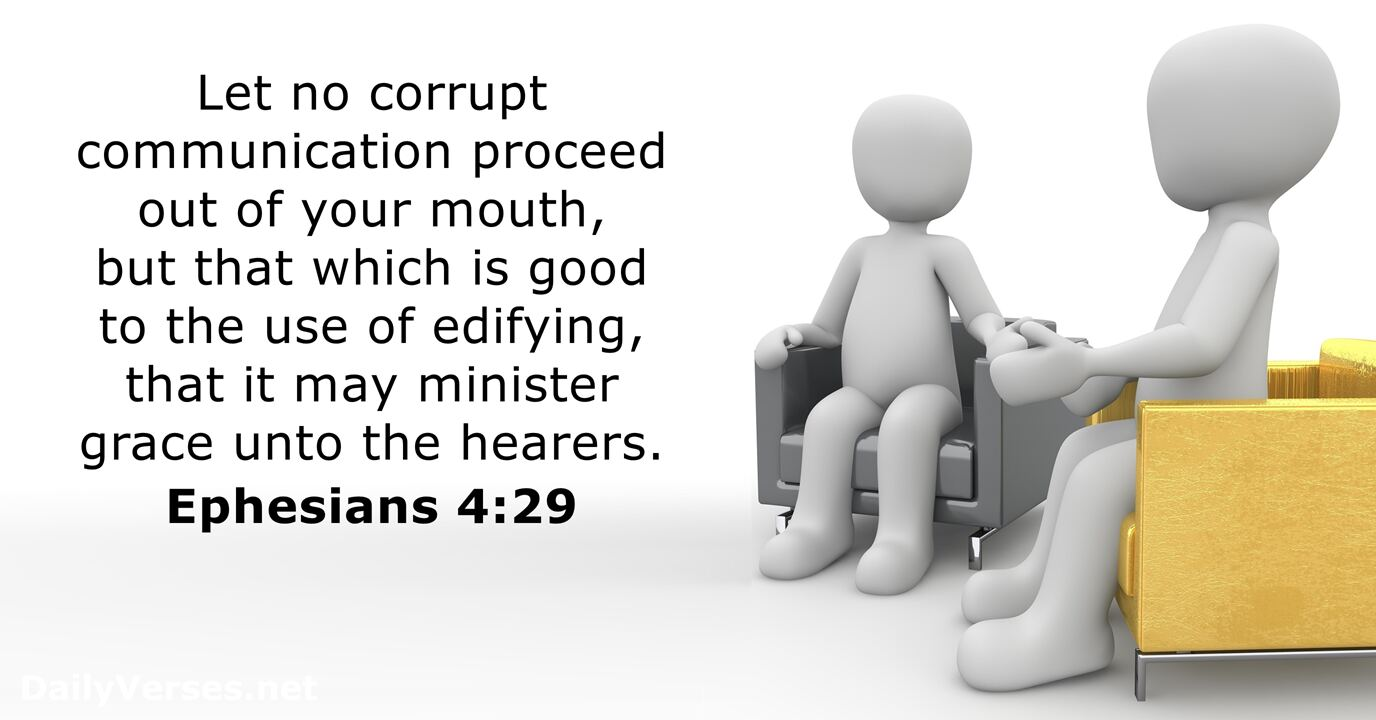 Let no corrupt
communication proceed
out of your mouth,
but that which is good
to the use of edifying,
that it may minister
grace unto the hearers.
Ephesians 4:29
DailyVerses.net